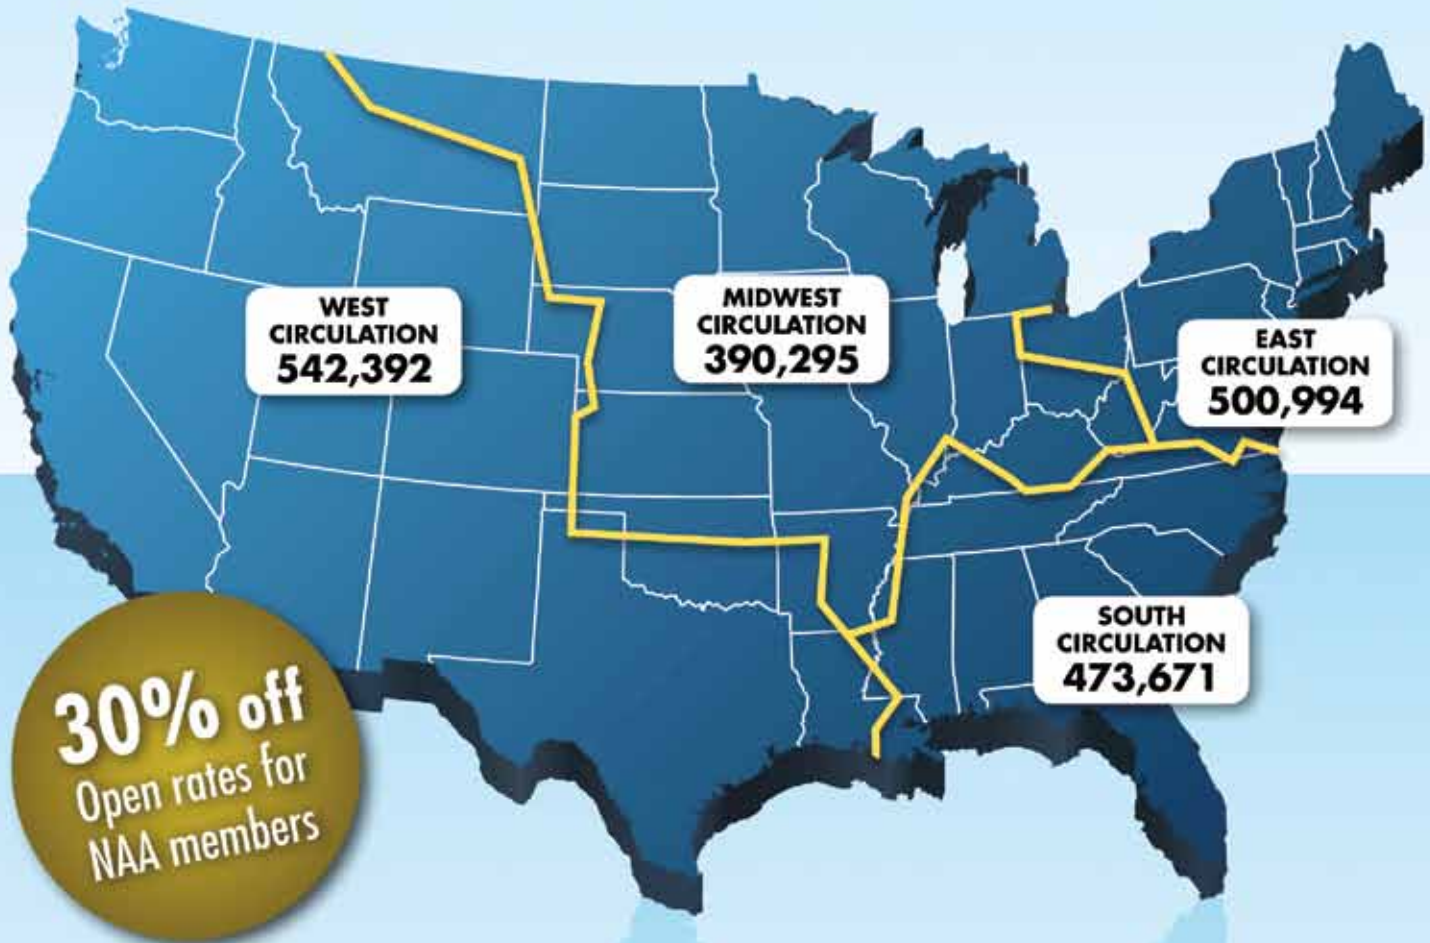 WEST
CIRCULATION
542,392
MIDWEST
CIRCULATION
390,295
EAST
CIRCULATION
500,994
SOUTH
CIRCULATION
473,671
30% off
Open rates for
NAA members